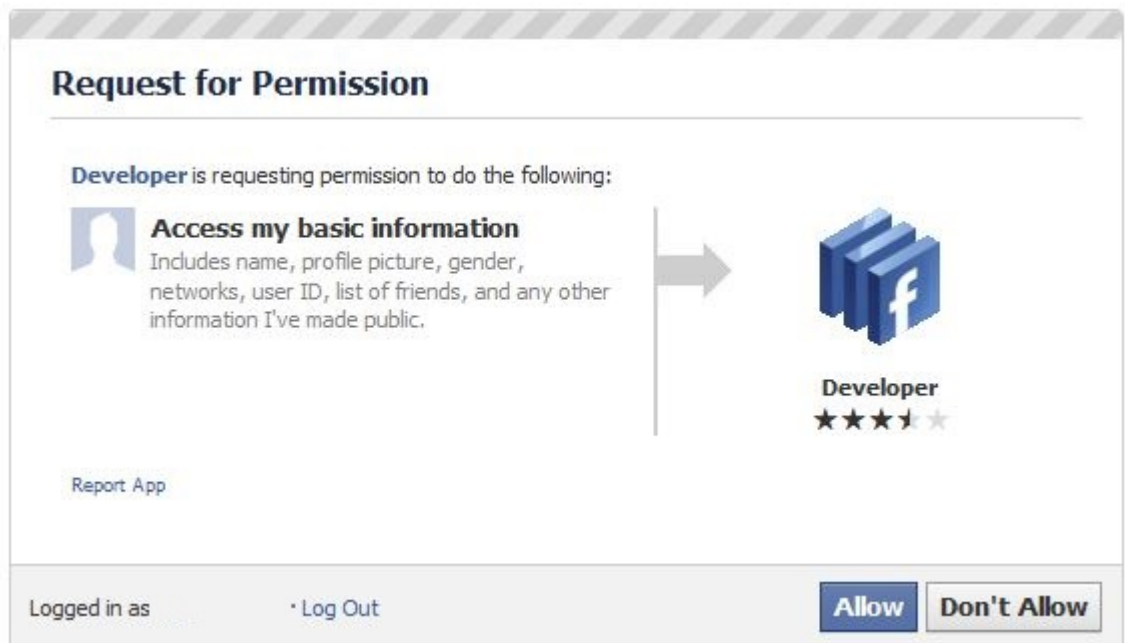 Request for Permission
Developer is requesting permission to do the following:
Access my basic information
Includes name, profile picture, gender,
networks, user ID, list of friends, and any other
information I've made public.
f
Developer
Report App
Logged in as · Log Out
Allow Don't Allow